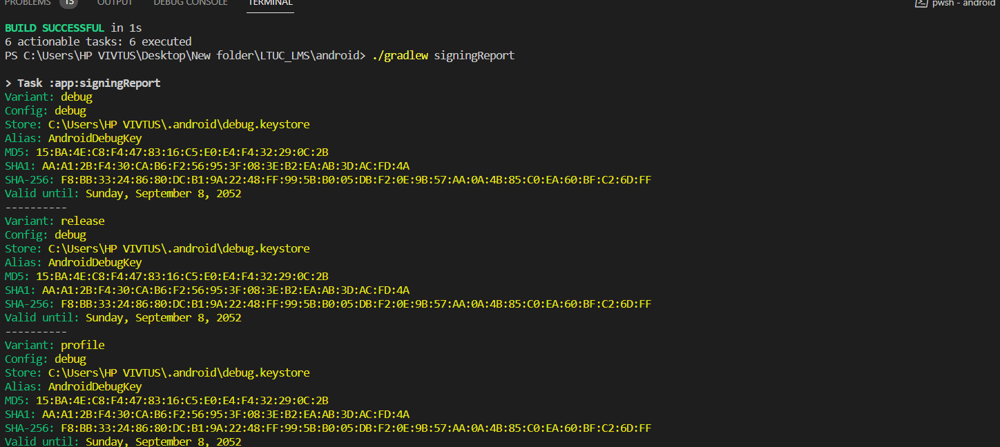 PROBLEMS 13 OUTPUT DEBUG CONSOLE TERMINAL pwsh - android
BUILD SUCCESSFUL in 1s
6 actionable tasks: 6 executed
PS C:\Users\HP VIVTUS\Desktop\New folder\LTUC_LMS\android> ./gradlew signingReport
> Task :app:signingReport
Variant: debug
Config: debug
Store: C:\Users\HP VIVTUS\.android\debug.keystore
Alias: AndroidDebugKey
MD5: 15:BA:4E:C8:F4:47:83:16:C5:E0:E4:F4:32:29:0C:2B
SHA1: AA:A1:2B:F4:30:CA:B6:F2:56:95:3F:08:3E:B2:EA:AB:3D:AC:FD:4A
SHA-256: F8:BB:33:24:86:80:DC:B1:9A:22:48:FF:99:5B:B0:05:DB:F2:0E:9B:57:AA:0A:4B:85:C0:EA:60:BF:C2:6D:FF
Valid until: Sunday, September 8, 2052
----------
Variant: release
Config: debug
Store: C:\Users\HP VIVTUS\.android\debug.keystore
Alias: AndroidDebugKey
MD5: 15:BA:4E:C8:F4:47:83:16:C5:E0:E4:F4:32:29:0C:2B
SHA1: AA:A1:2B:F4:30:CA:B6:F2:56:95:3F:08:3E:B2:EA:AB:3D:AC:FD:4A
SHA-256: F8:BB:33:24:86:80:DC:B1:9A:22:48:FF:99:5B:B0:05:DB:F2:0E:9B:57:AA:0A:4B:85:C0:EA:60:BF:C2:6D:FF
Valid until: Sunday, September 8, 2052
----------
Variant: profile
Config: debug
Store: C:\Users\HP VIVTUS\.android\debug.keystore
Alias: AndroidDebugKey
MD5: 15:BA:4E:C8:F4:47:83:16:C5:E0:E4:F4:32:29:0C:2B
SHA1: AA:A1:2B:F4:30:CA:B6:F2:56:95:3F:08:3E:B2:EA:AB:3D:AC:FD:4A
SHA-256: F8:BB:33:24:86:80:DC:B1:9A:22:48:FF:99:5B:B0:05:DB:F2:0E:9B:57:AA:0A:4B:85:C0:EA:60:BF:C2:6D:FF
Valid until: Sunday, September 8, 2052